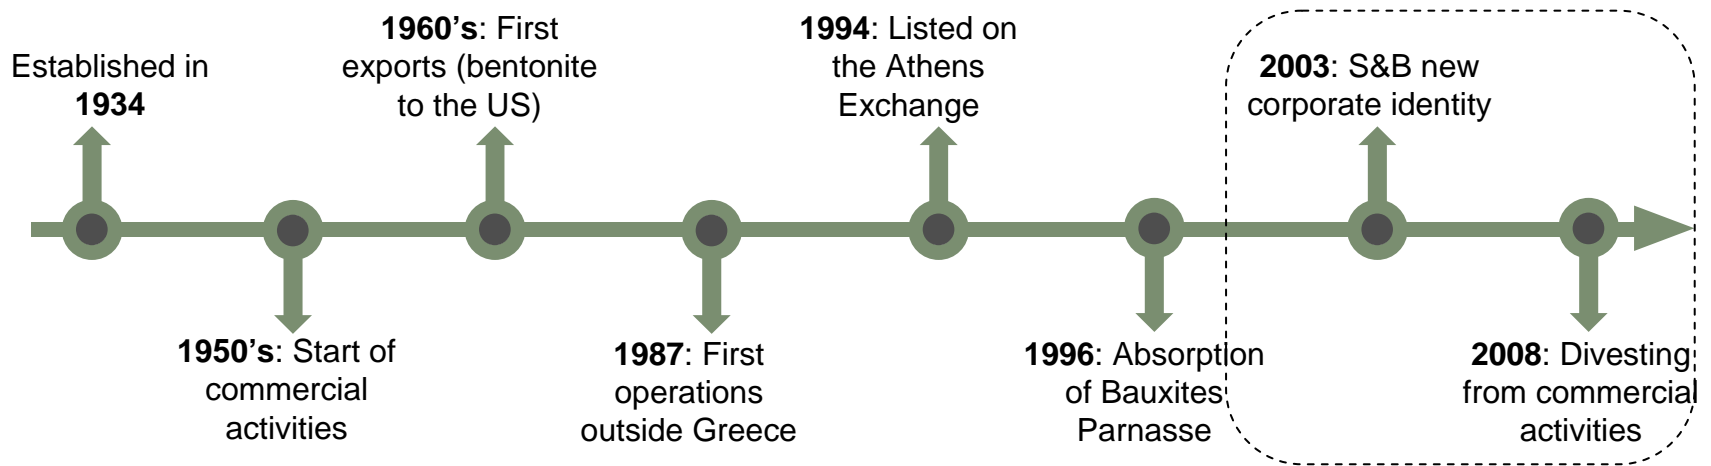 Established in
1934
1960’s: First
exports (bentonite
to the US)
1994: Listed on
the Athens
Exchange
2003: S&B new
corporate identity
1950’s: Start of
commercial
activities
1987: First
operations
outside Greece
1996: Absorption
of Bauxites
Parnasse
2008: Divesting
from commercial
activities